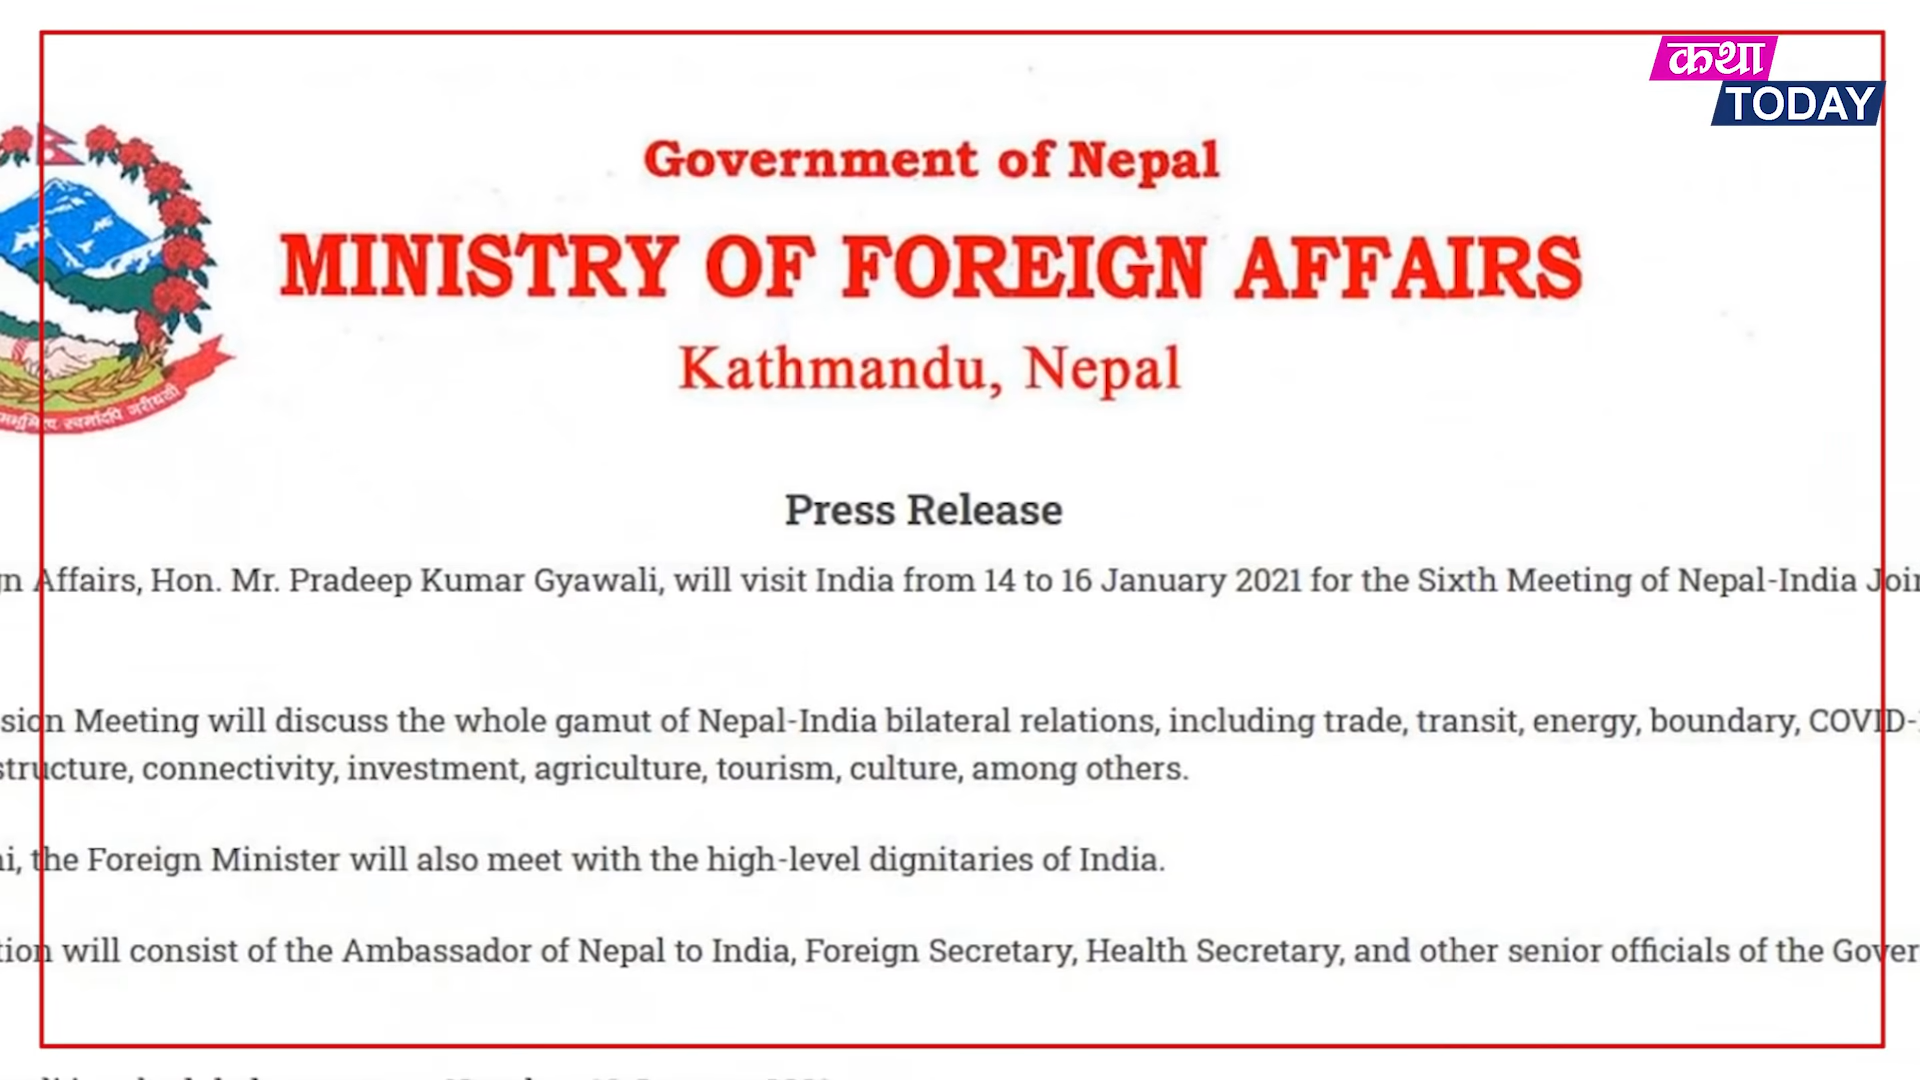 कथा
TODAY
Government of Nepal
MINISTRY OF FOREIGN AFFAIRS
Kathmandu, Nepal
Press Release
Affairs, Hon. Mr. Pradeep Kumar Gyawali, will visit India from 14 to 16 January 2021 for the Sixth Meeting of Nepal-India
Meeting will discuss the whole gamut of Nepal-India bilateral relations, including trade, transit, energy, boundary, COVID-
structure, connectivity, investment, agriculture, tourism, culture, among others.
the Foreign Minister will also meet with the high-level dignitaries of India.
will consist of the Ambassador of Nepal to India, Foreign Secretary, Health Secretary, and other senior officials of the